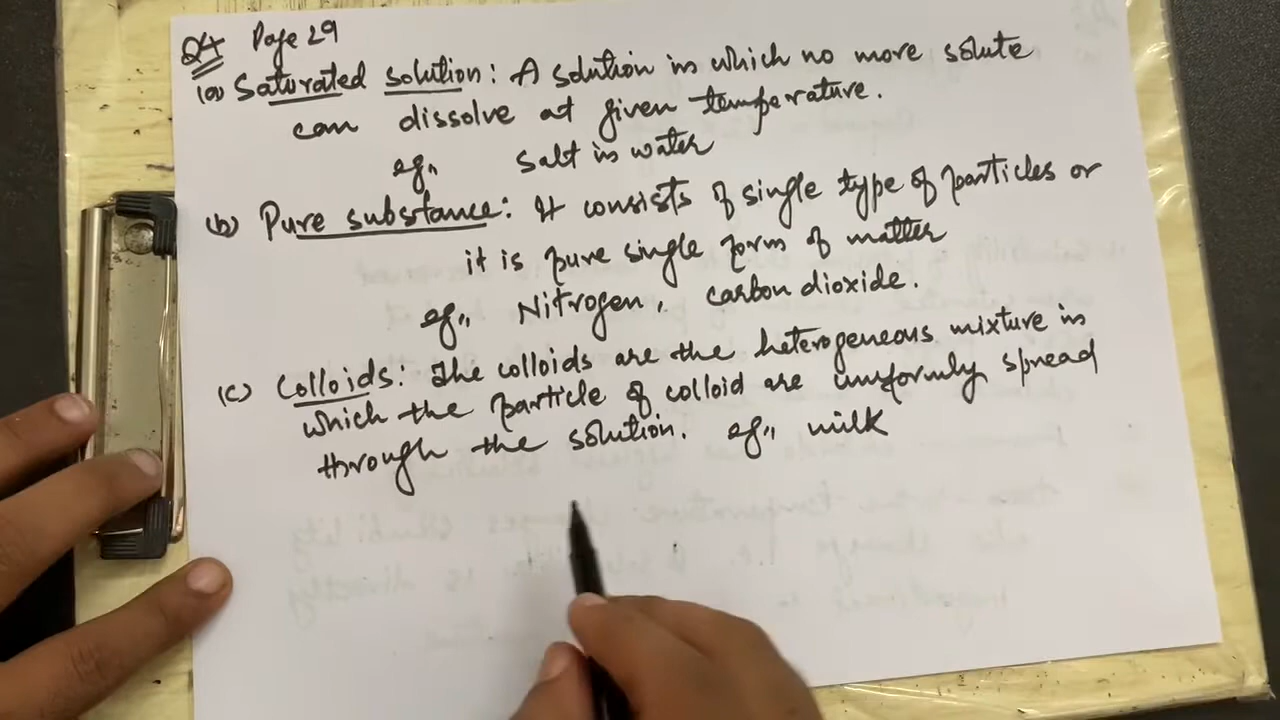 Q4 Page 29
(a) Saturated solution: A solution in which no more solute
can dissolve at given temperature.
eg,, salt in water
(b) Pure substance: It consists of single type of particles or
it is pure single form of matter
eg,, Nitrogen, carbon dioxide.
(c) Colloids: The colloids are the heterogeneous mixture in
which the particle of colloid are uniformly spread
through the solution. eg,, milk